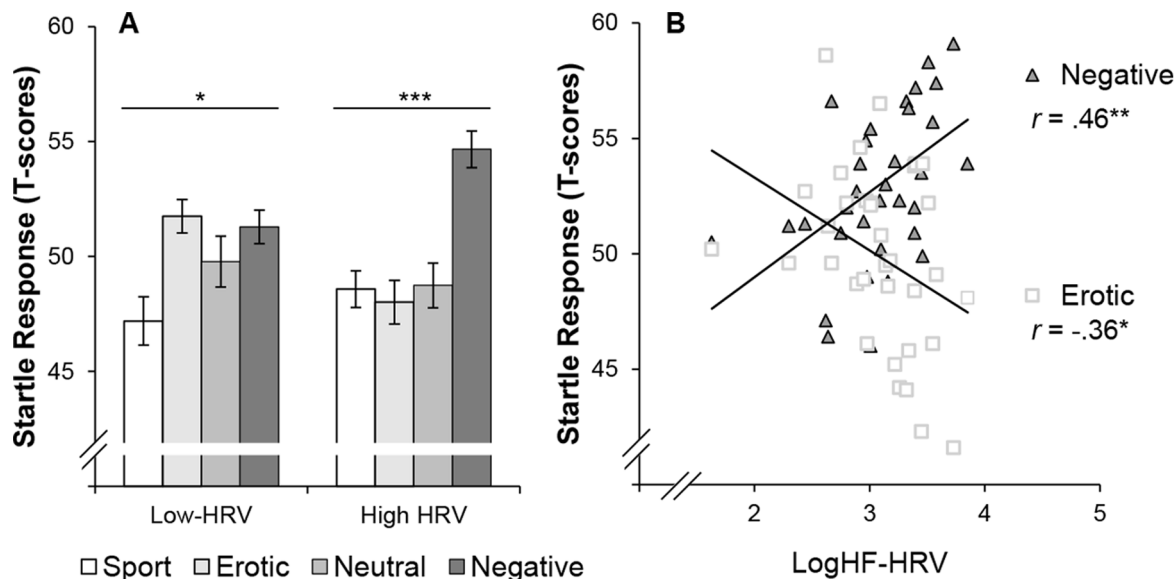 A
Startle Response (T-scores)
60
55
50
45
*
***
Low-HRV
High HRV
Sport
Erotic
Neutral
Negative
B
Startle Response (T-scores)
60
55
50
45
2
3
4
5
LogHF-HRV
Negative
r = .46**
Erotic
r = -.36*